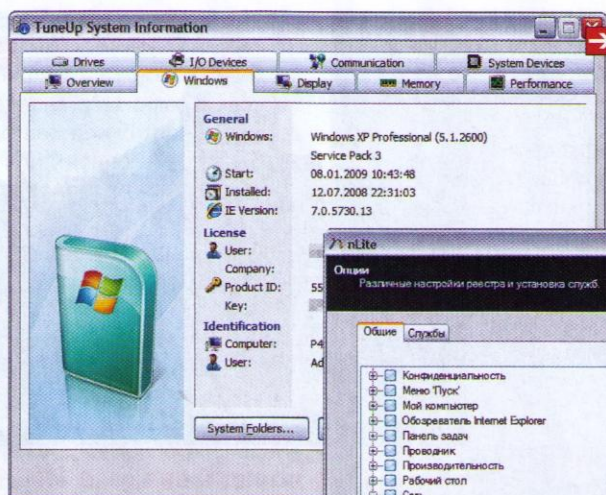 TuneUp System Information
Drives
I/O Devices
Communication
System Devices
Overview
Windows
Display
Memory
Performance
General
Windows: Windows XP Professional (5.1.2600)
Service Pack 3
Start: 08.01.2009 10:43:48
Installed: 12.07.2008 22:31:03
IE Version: 7.0.5730.13
License
User:
Company:
Product ID: 55
Key:
Identification
Computer: P4
User: Ad
System Folders...
nLite
Опции
Различные настройки реестра и установка служб.
Общие
Службы
Конфиденциальность
Меню 'Пуск'
Мой компьютер
Обозреватель Internet Explorer
Панель задач
Проводник
Производительность
Рабочий стол